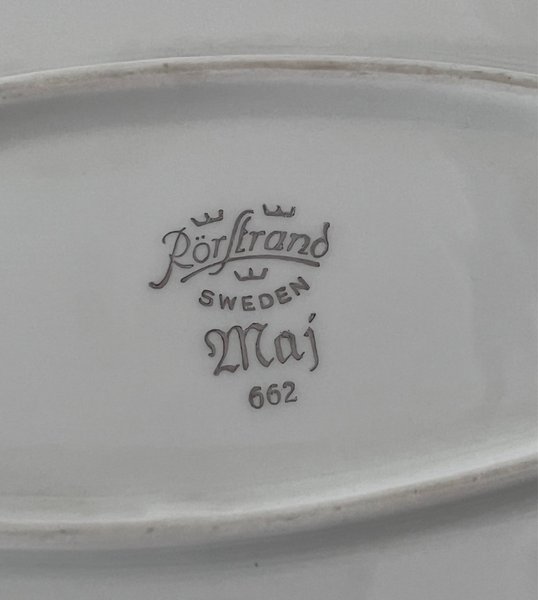 Rörstrand
SWEDEN
Maj
662